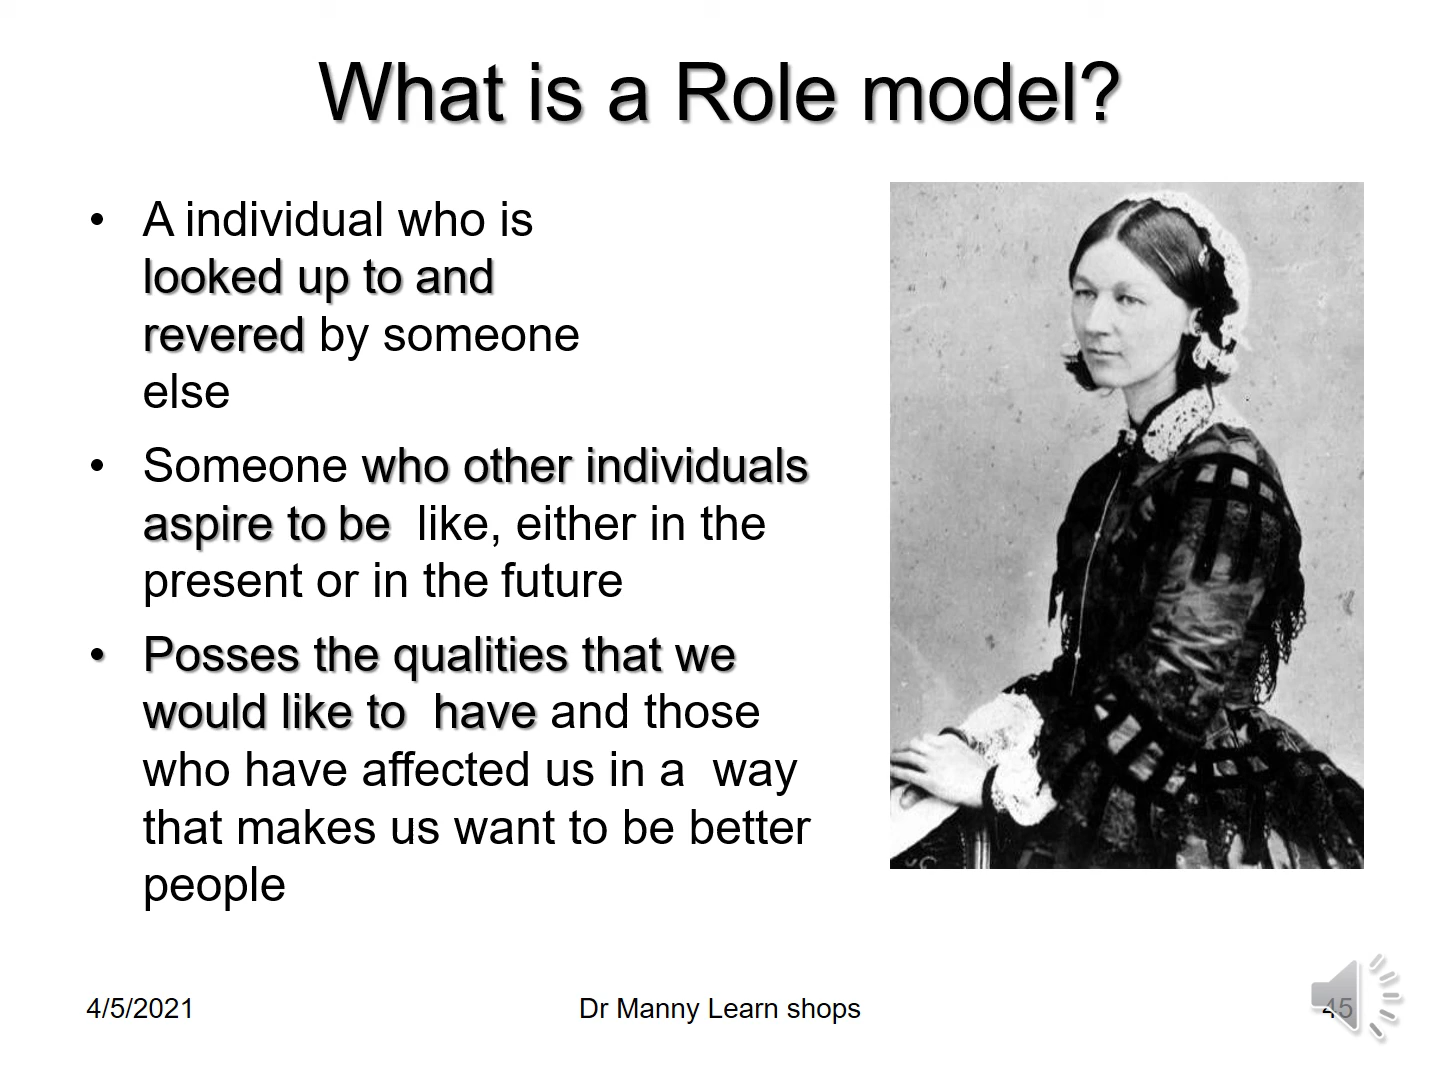 What is a Role model?
• A individual who is
looked up to and
revered by someone
else
• Someone who other individuals
aspire to be like, either in the
present or in the future
• Posses the qualities that we
would like to have and those
who have affected us in a way
that makes us want to be better
people
4/5/2021
Dr Manny Learn shops
45